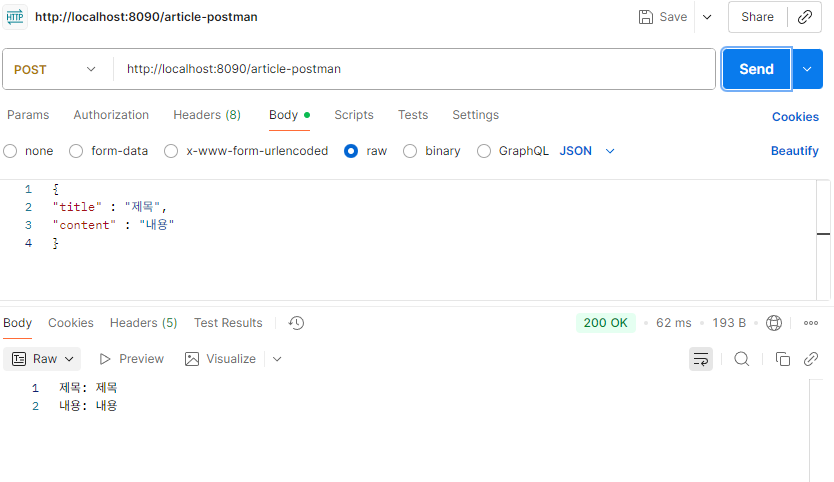 HTTP http://localhost:8090/article-postman Save Share
POST http://localhost:8090/article-postman Send
Params Authorization Headers (8) Body Scripts Tests Settings Cookies
none form-data x-www-form-urlencoded raw binary GraphQL JSON Beautify
1 {
2 "title" : "제목",
3 "content" : "내용"
4 }
Body Cookies Headers (5) Test Results 200 OK • 62 ms • 193 B
Raw Preview Visualize
1 제목: 제목
2 내용: 내용